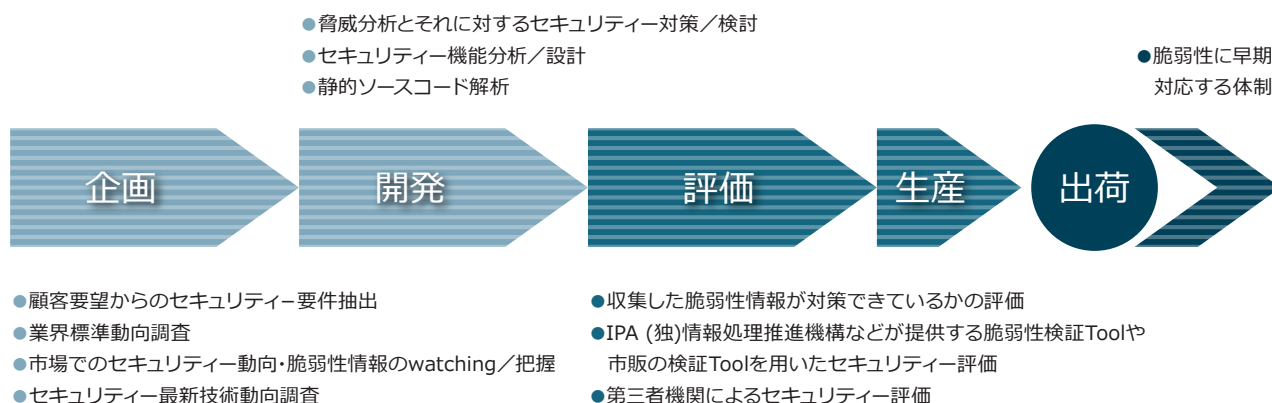 ●脅威分析とそれに対するセキュリティー対策／検討
●セキュリティー機能分析／設計
●静的ソースコード解析
●脆弱性に早期
対応する体制
企画
開発
評価
生産
出荷
●顧客要望からのセキュリティー要件抽出
●業界標準動向調査
●市場でのセキュリティー動向・脆弱性情報のwatching／把握
●セキュリティー最新技術動向調査
●収集した脆弱性情報が対策できているかの評価
●IPA (独)情報処理推進機構などが提供する脆弱性検証Toolや
市販の検証Toolを用いたセキュリティー評価
●第三者機関によるセキュリティー評価